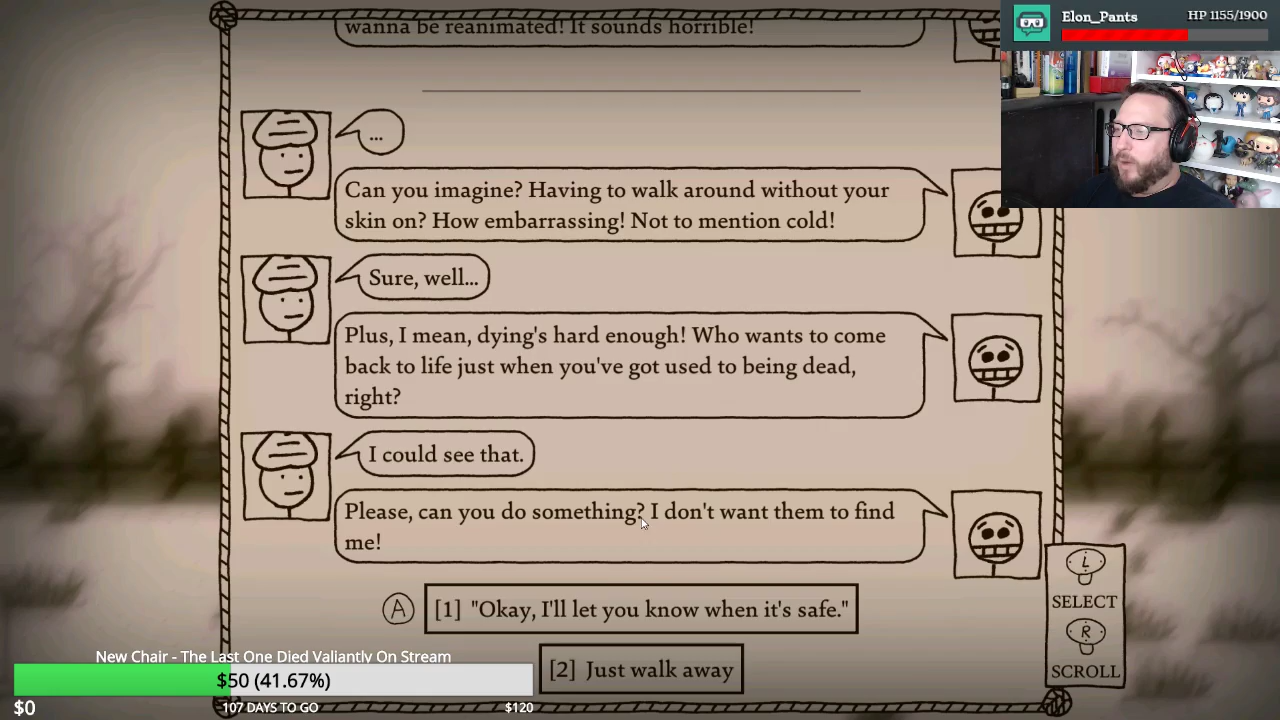 wanna be reanimated! It sounds horrible!
Elon_Pants
HP 1155/1900
...
Can you imagine? Having to walk around without your
skin on? How embarrassing! Not to mention cold!
Sure, well...
Plus, I mean, dying's hard enough! Who wants to come
back to life just when you've got used to being dead,
right?
I could see that.
Please, can you do something? I don't want them to find
me!
A
[1] "Okay, I'll let you know when it's safe."
[2] Just walk away
L
SELECT
R
SCROLL
New Chair - The Last One Died Valiantly On Stream
$50 (41.67%)
$0
107 DAYS TO GO
$120